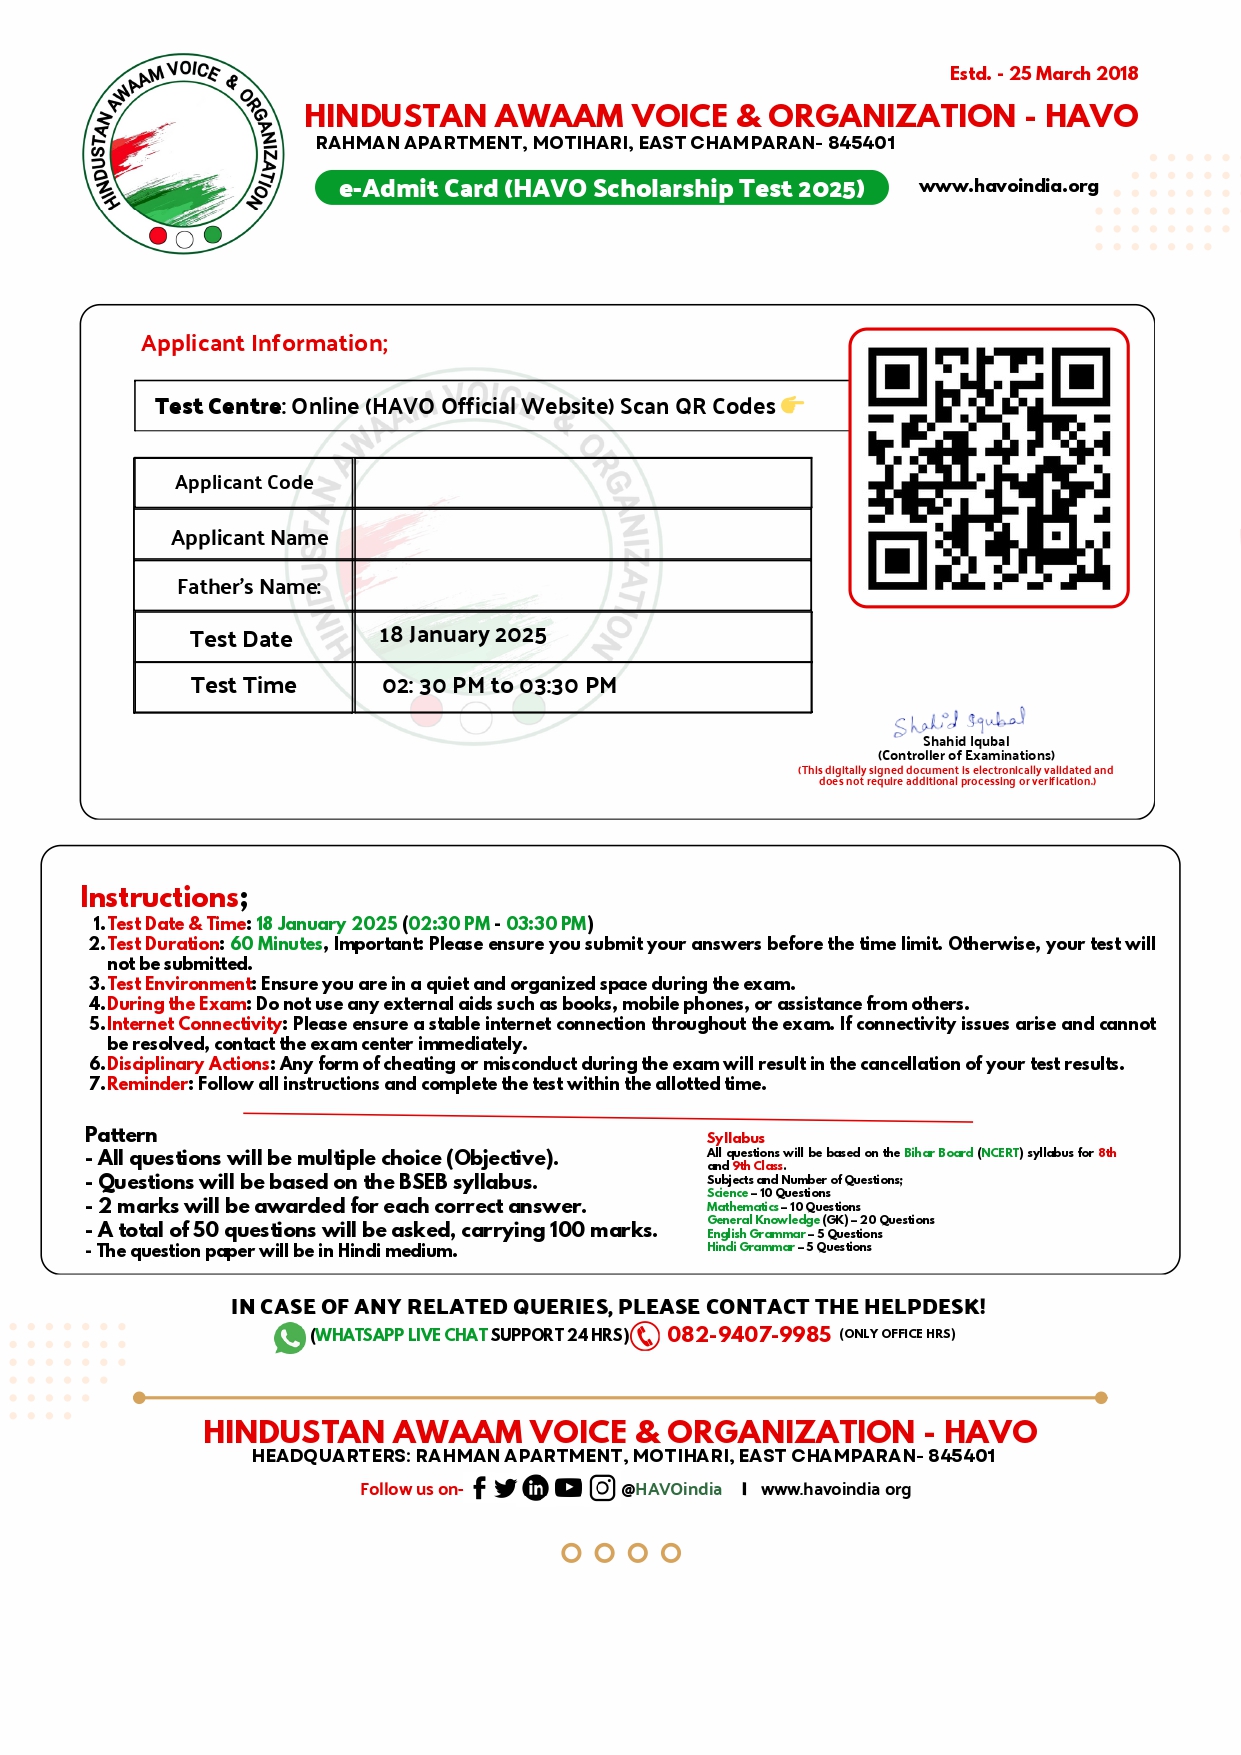 HINDUSTAN AWAAM VOICE & ORGANIZATION
Estd. - 25 March 2018
HINDUSTAN AWAAM VOICE & ORGANIZATION - HAVO
RAHMAN APARTMENT, MOTIHARI, EAST CHAMPARAN- 845401
e-Admit Card (HAVO Scholarship Test 2025)
www.havoindia.org
Applicant Information;
Test Centre: Online (HAVO Official Website) Scan QR Codes 👉
HINDUSTAN AWAAM VOICE & ORGANIZATION
Applicant Code
Applicant Name
Father's Name:
Test Date 18 January 2025
Test Time 02: 30 PM to 03:30 PM
Shahid Iqubal
Shahid Iqubal
(Controller of Examinations)
(This digitally signed document is electronically validated and
does not require additional processing or verification.)
Instructions;
1. Test Date & Time: 18 January 2025 (02:30 PM - 03:30 PM)
2. Test Duration: 60 Minutes, Important: Please ensure you submit your answers before the time limit. Otherwise, your test will
not be submitted.
3. Test Environment: Ensure you are in a quiet and organized space during the exam.
4. During the Exam: Do not use any external aids such as books, mobile phones, or assistance from others.
5. Internet Connectivity: Please ensure a stable internet connection throughout the exam. If connectivity issues arise and cannot
be resolved, contact the exam center immediately.
6. Disciplinary Actions: Any form of cheating or misconduct during the exam will result in the cancellation of your test results.
7. Reminder: Follow all instructions and complete the test within the allotted time.
Pattern
- All questions will be multiple choice (Objective).
- Questions will be based on the BSEB syllabus.
- 2 marks will be awarded for each correct answer.
- A total of 50 questions will be asked, carrying 100 marks.
- The question paper will be in Hindi medium.
Syllabus
All questions will be based on the Bihar Board (NCERT) syllabus for 8th
and 9th Class.
Subjects and Number of Questions;
Science – 10 Questions
Mathematics – 10 Questions
General Knowledge (GK) – 20 Questions
English Grammar – 5 Questions
Hindi Grammar – 5 Questions
IN CASE OF ANY RELATED QUERIES, PLEASE CONTACT THE HELPDESK!
(WHATSAPP LIVE CHAT SUPPORT 24 HRS) 082-9407-9985 (ONLY OFFICE HRS)
HINDUSTAN AWAAM VOICE & ORGANIZATION - HAVO
HEADQUARTERS: RAHMAN APARTMENT, MOTIHARI, EAST CHAMPARAN- 845401
Follow us on- @HAVOindia I www.havoindia org